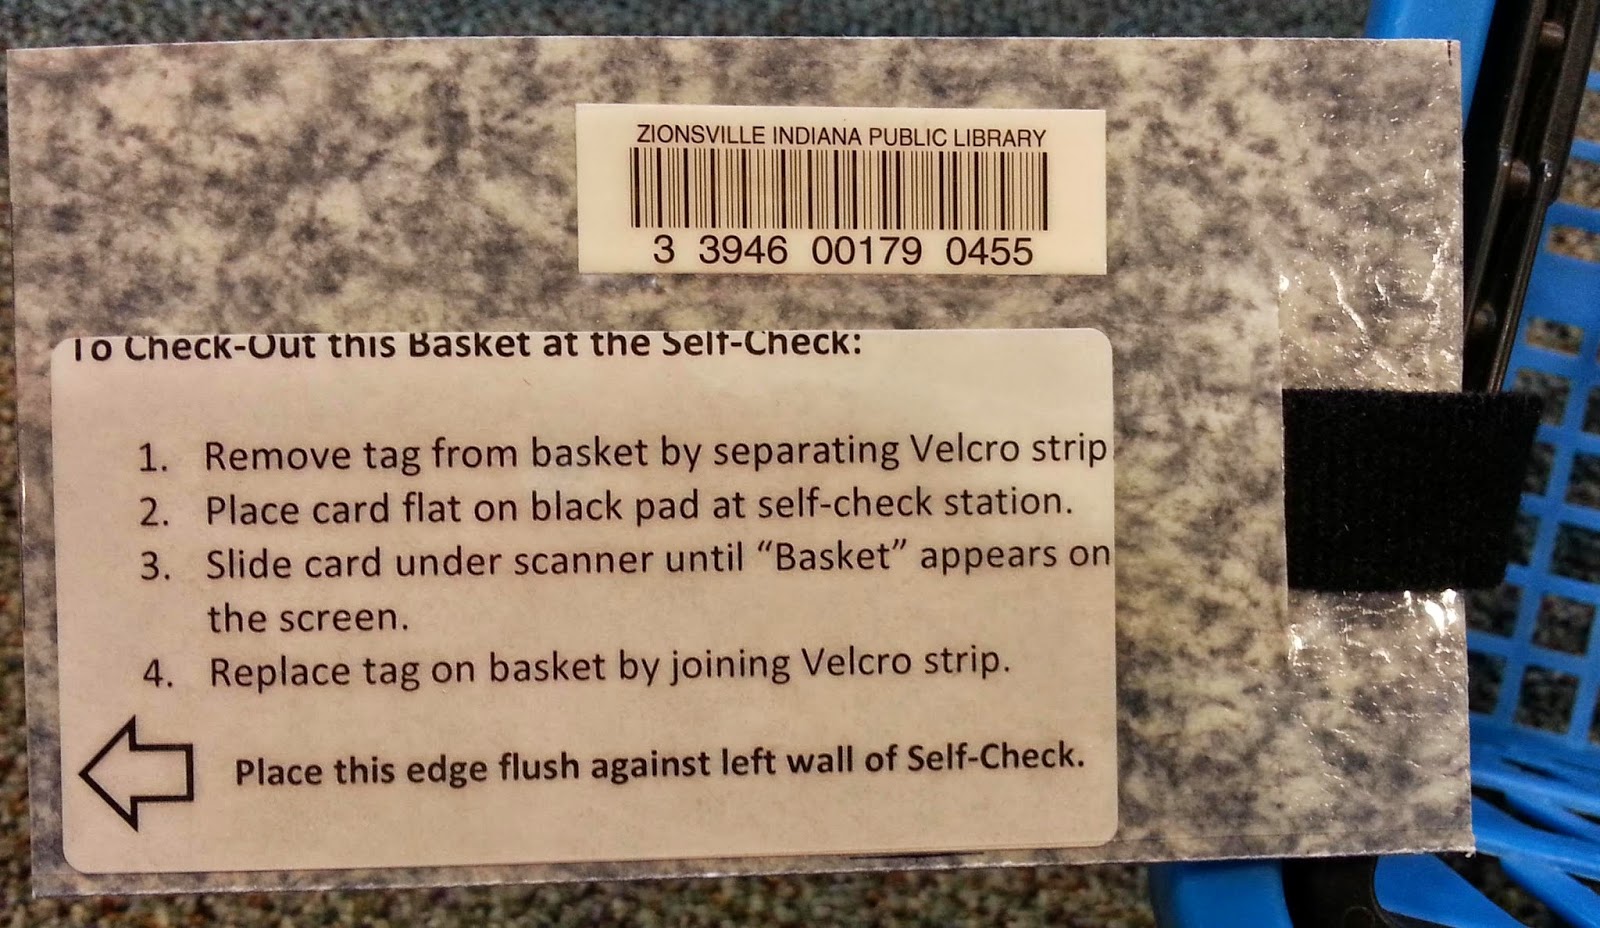 ZIONSVILLE INDIANA PUBLIC LIBRARY
3 3946 00179 0455
To Check-Out this Basket at the Self-Check:
1. Remove tag from basket by separating Velcro strip
2. Place card flat on black pad at self-check station.
3. Slide card under scanner until “Basket” appears on
the screen.
4. Replace tag on basket by joining Velcro strip.
Place this edge flush against left wall of Self-Check.